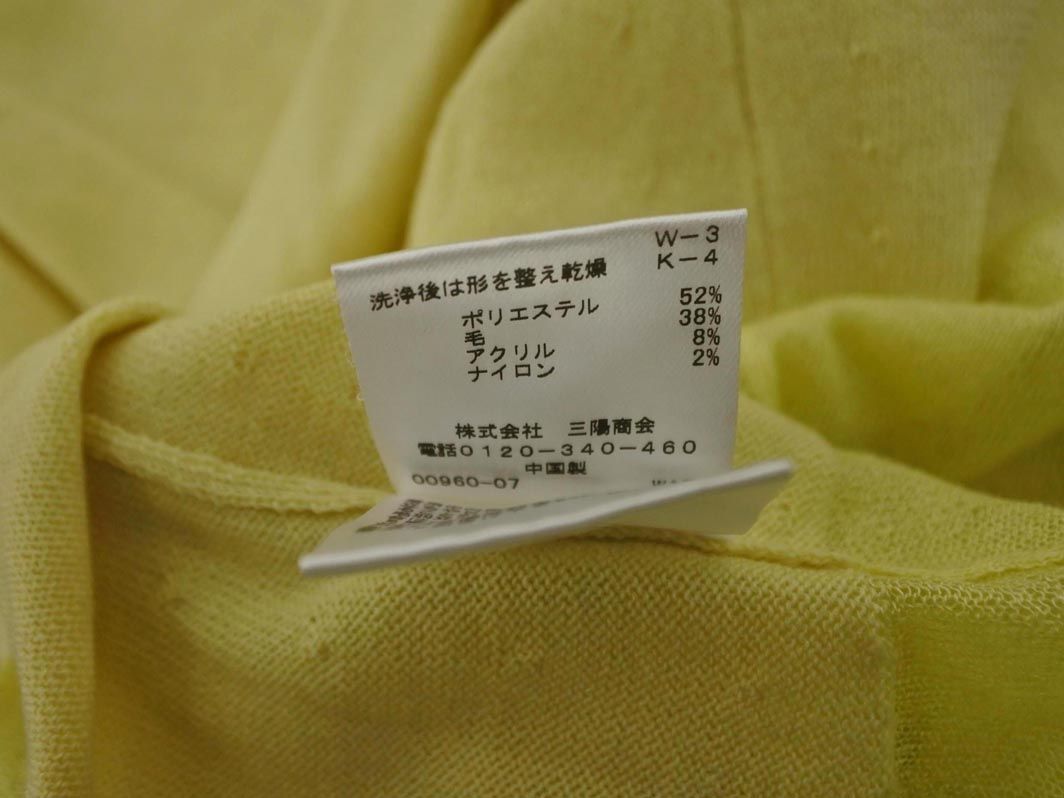 W-3
K-4
洗浄後は形を整え乾燥
ポリエステル 52%
毛 38%
アクリル 8%
ナイロン 2%
株式会社 三陽商会
電話0120-340-460
中国製
00960-07